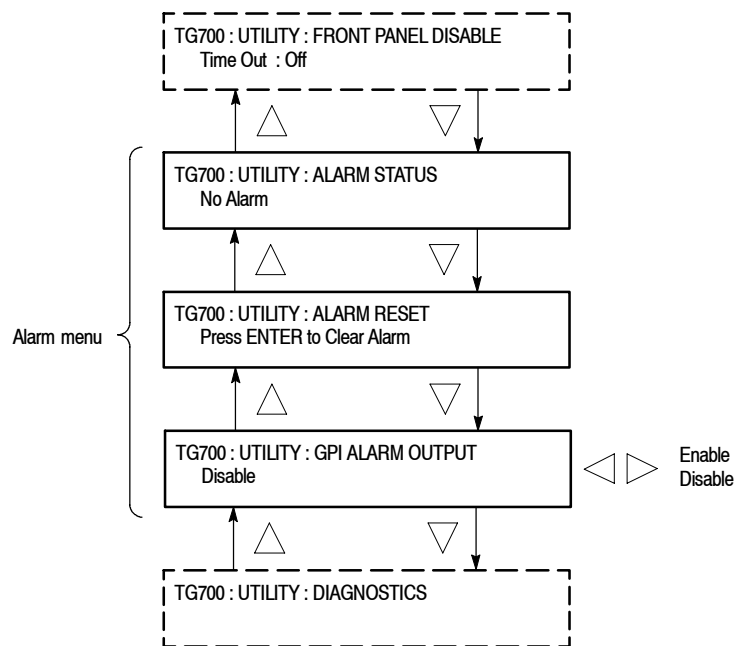 TG700 : UTILITY : FRONT PANEL DISABLE
Time Out : Off
TG700 : UTILITY : ALARM STATUS
No Alarm
TG700 : UTILITY : ALARM RESET
Press ENTER to Clear Alarm
Alarm menu
TG700 : UTILITY : GPI ALARM OUTPUT
Disable
Enable
Disable
TG700 : UTILITY : DIAGNOSTICS